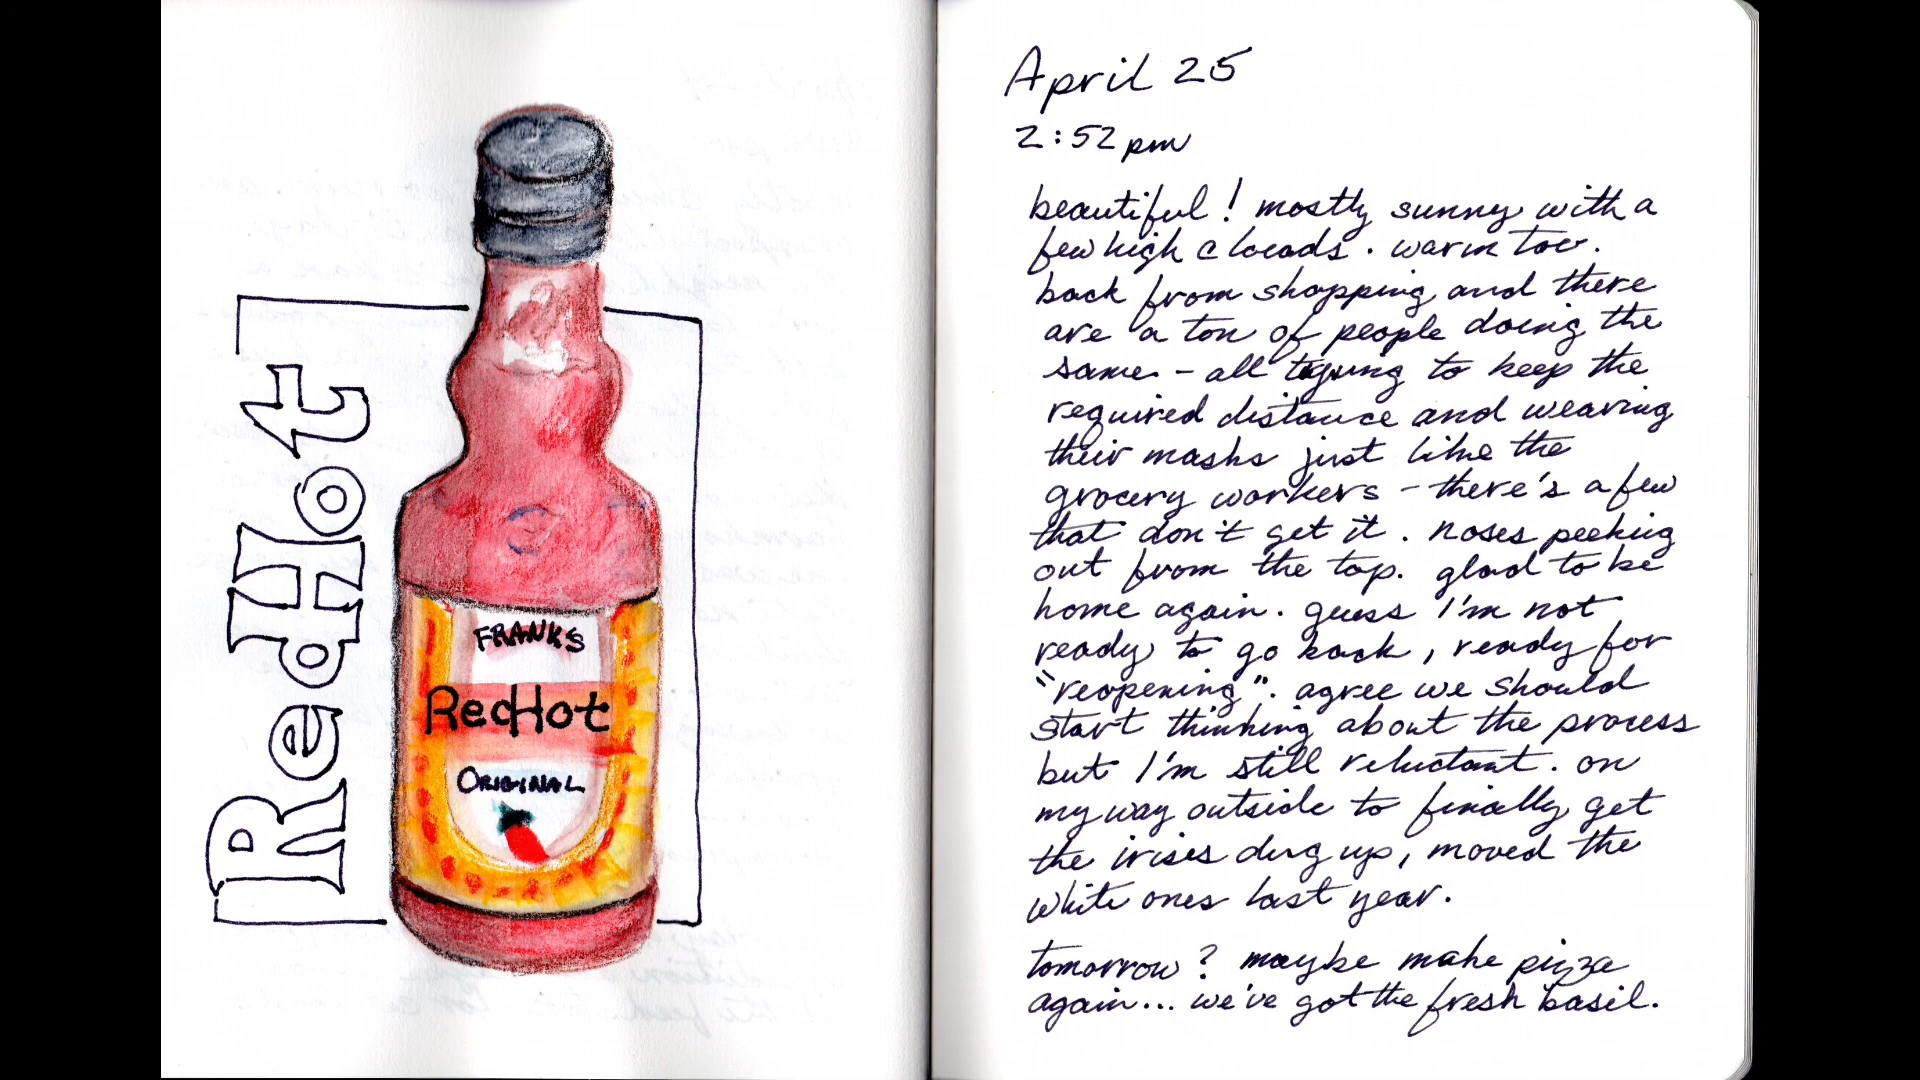 RedHot
FRANK'S
RedHot
ORIGINAL
April 25
2:52 pm
beautiful! mostly sunny with a
few high clouds. warm too.
back from shopping and there
are a ton of people doing the
same - all trying to keep the
required distance and wearing
their masks just like the
grocery workers - there's a few
that don't get it. noses peeking
out from the top. glad to be
home again. guess I'm not
ready to go back, ready for
"reopening". agree we should
start thinking about the process
but I'm still reluctant. on
my way outside to finally get
the irises dug up, moved the
white ones last year.
tomorrow? maybe make pizza
again... we've got the fresh basil.